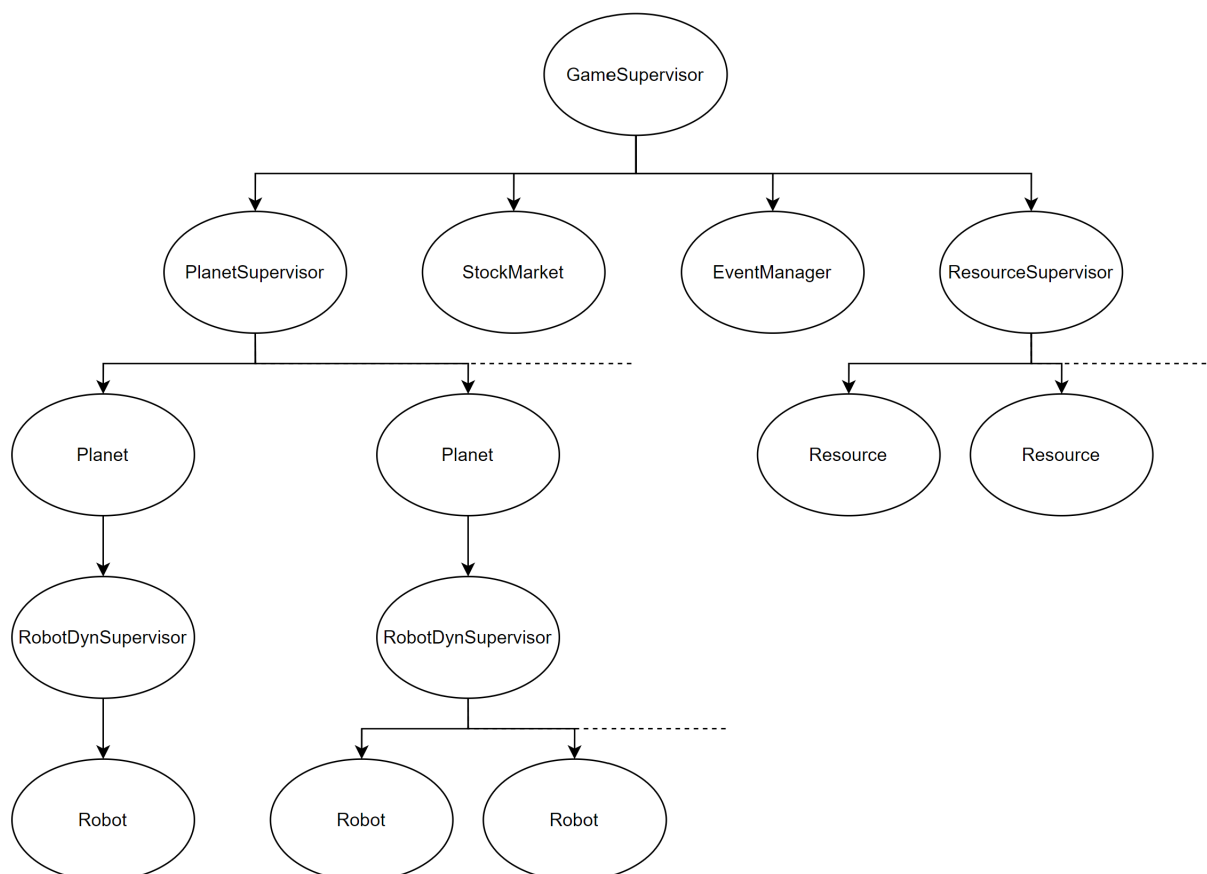 GameSupervisor
PlanetSupervisor
StockMarket
EventManager
ResourceSupervisor
Planet
Planet
Resource
Resource
RobotDynSupervisor
RobotDynSupervisor
Robot
Robot
Robot